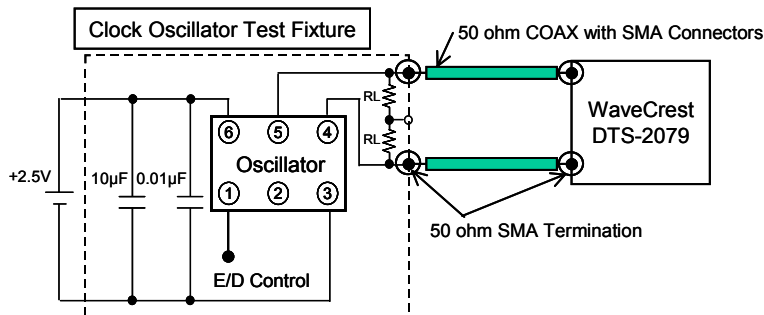 Clock Oscillator Test Fixture
50 ohm COAX with SMA Connectors
RL
RL
WaveCrest
DTS-2079
6 5 4
Oscillator
1 2 3
+2.5V
10µF
0.01µF
50 ohm SMA Termination
E/D Control